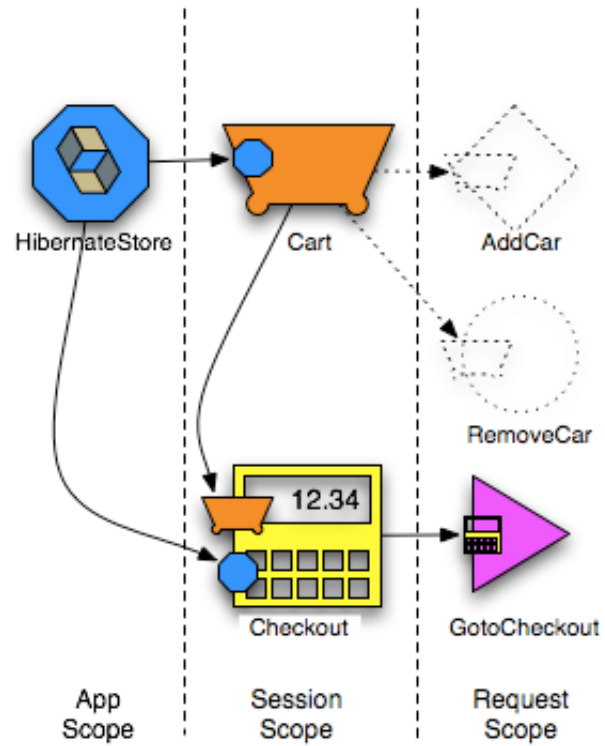 HibernateStore
Cart
AddCar
RemoveCar
12.34
Checkout
GotoCheckout
App
Scope
Session
Scope
Request
Scope